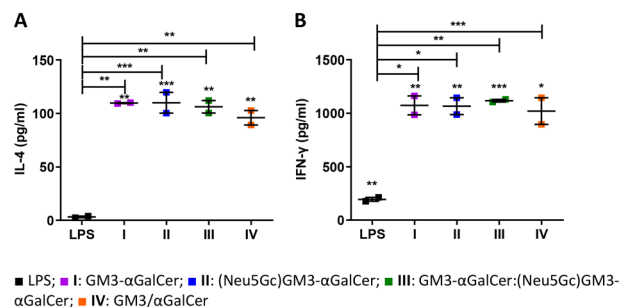 A
**
**
***
**
IL-4 (pg/ml)
150
100
50
0
**
***
**
**
LPS
I
II
III
IV
B
***
**
*
*
IFN-γ (pg/ml)
1500
1000
500
0
**
**
**
***
*
LPS
I
II
III
IV
■ LPS; ■ I: GM3-αGalCer; ■ II: (Neu5Gc)GM3-αGalCer; ■ III: GM3-αGalCer:(Neu5Gc)GM3-
αGalCer; ■ IV: GM3/αGalCer